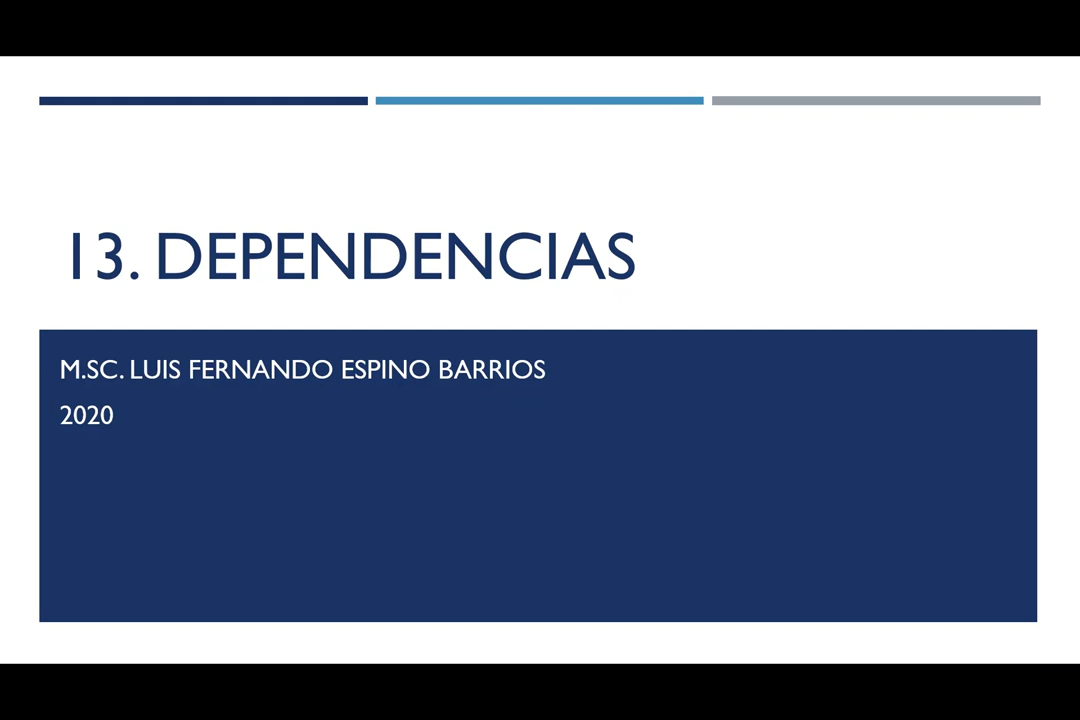 13. DEPENDENCIAS
M.SC. LUIS FERNANDO ESPINO BARRIOS
2020